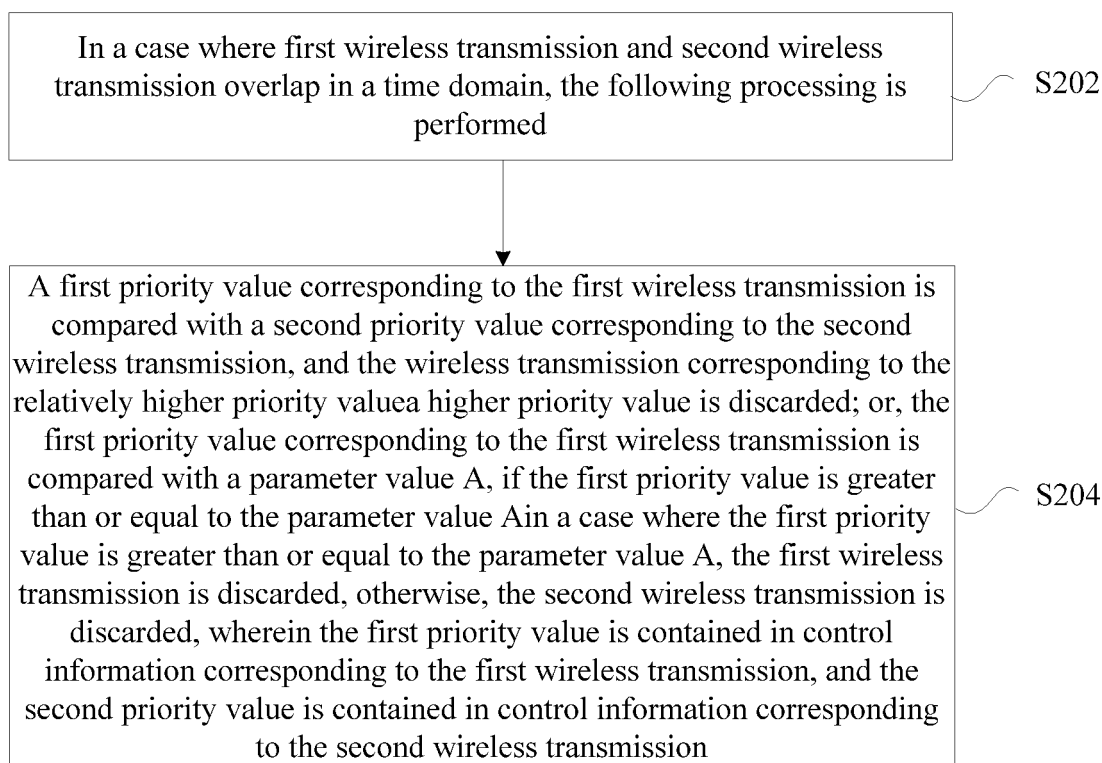 In a case where first wireless transmission and second wireless
transmission overlap in a time domain, the following processing is
performed
S202
A first priority value corresponding to the first wireless transmission is
compared with a second priority value corresponding to the second
wireless transmission, and the wireless transmission corresponding to the
relatively higher priority valuea higher priority value is discarded; or, the
first priority value corresponding to the first wireless transmission is
compared with a parameter value A, if the first priority value is greater
than or equal to the parameter value Ain a case where the first priority
value is greater than or equal to the parameter value A, the first wireless
transmission is discarded, otherwise, the second wireless transmission is
discarded, wherein the first priority value is contained in control
information corresponding to the first wireless transmission, and the
second priority value is contained in control information corresponding
to the second wireless transmission
S204